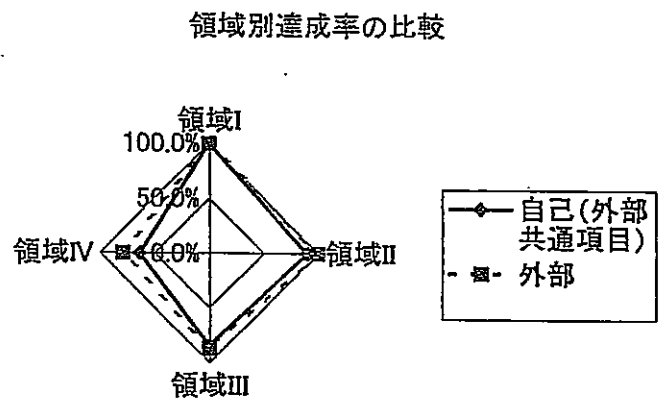 領域別達成率の比較
領域I
100.0%
50.0%
領域IV
0.0%
領域II
領域III
自己(外部
共通項目)
外部